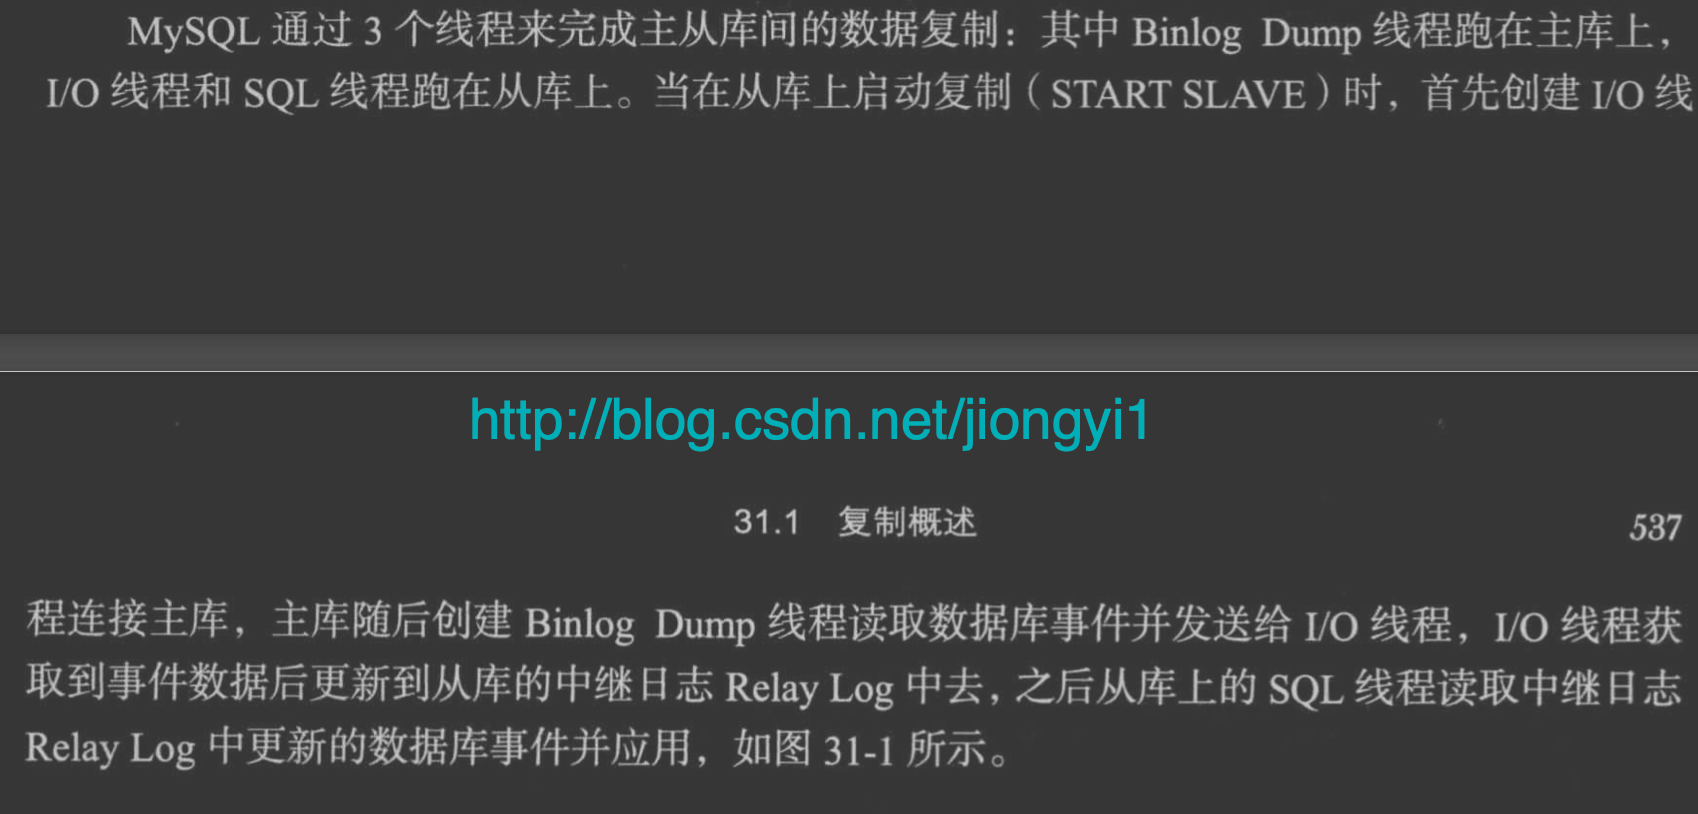 MySQL 通过 3 个线程来完成主从库间的数据复制：其中 Binlog Dump 线程跑在主库上，
I/O 线程和 SQL 线程跑在从库上。当在从库上启动复制（START SLAVE）时，首先创建 I/O 线
http://blog.csdn.net/jiongyi1
31.1 复制概述 537
程连接主库，主库随后创建 Binlog Dump 线程读取数据库事件并发送给 I/O 线程，I/O 线程获
取到事件数据后更新到从库的中继日志 Relay Log 中去，之后从库上的 SQL 线程读取中继日志
Relay Log 中更新的数据库事件并应用，如图 31-1 所示。